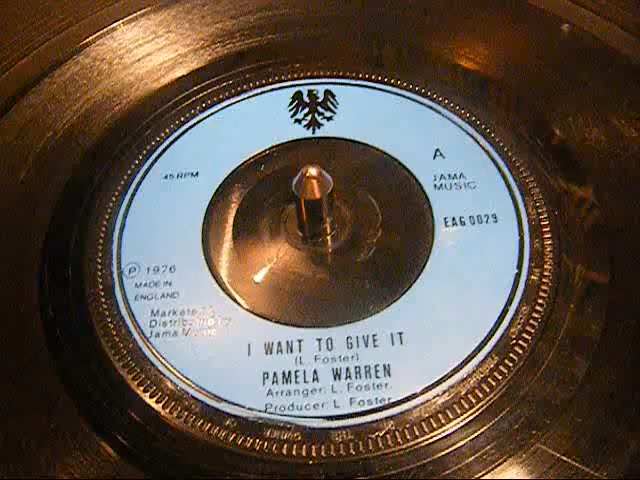 45 RPM
A
JAMA
MUSIC
EAG 0029
℗ 1976
MADE IN
ENGLAND
Jama
I WANT TO GIVE IT
(L. Foster)
PAMELA WARREN
Arranger: L. Foster.
Producer: L Foster